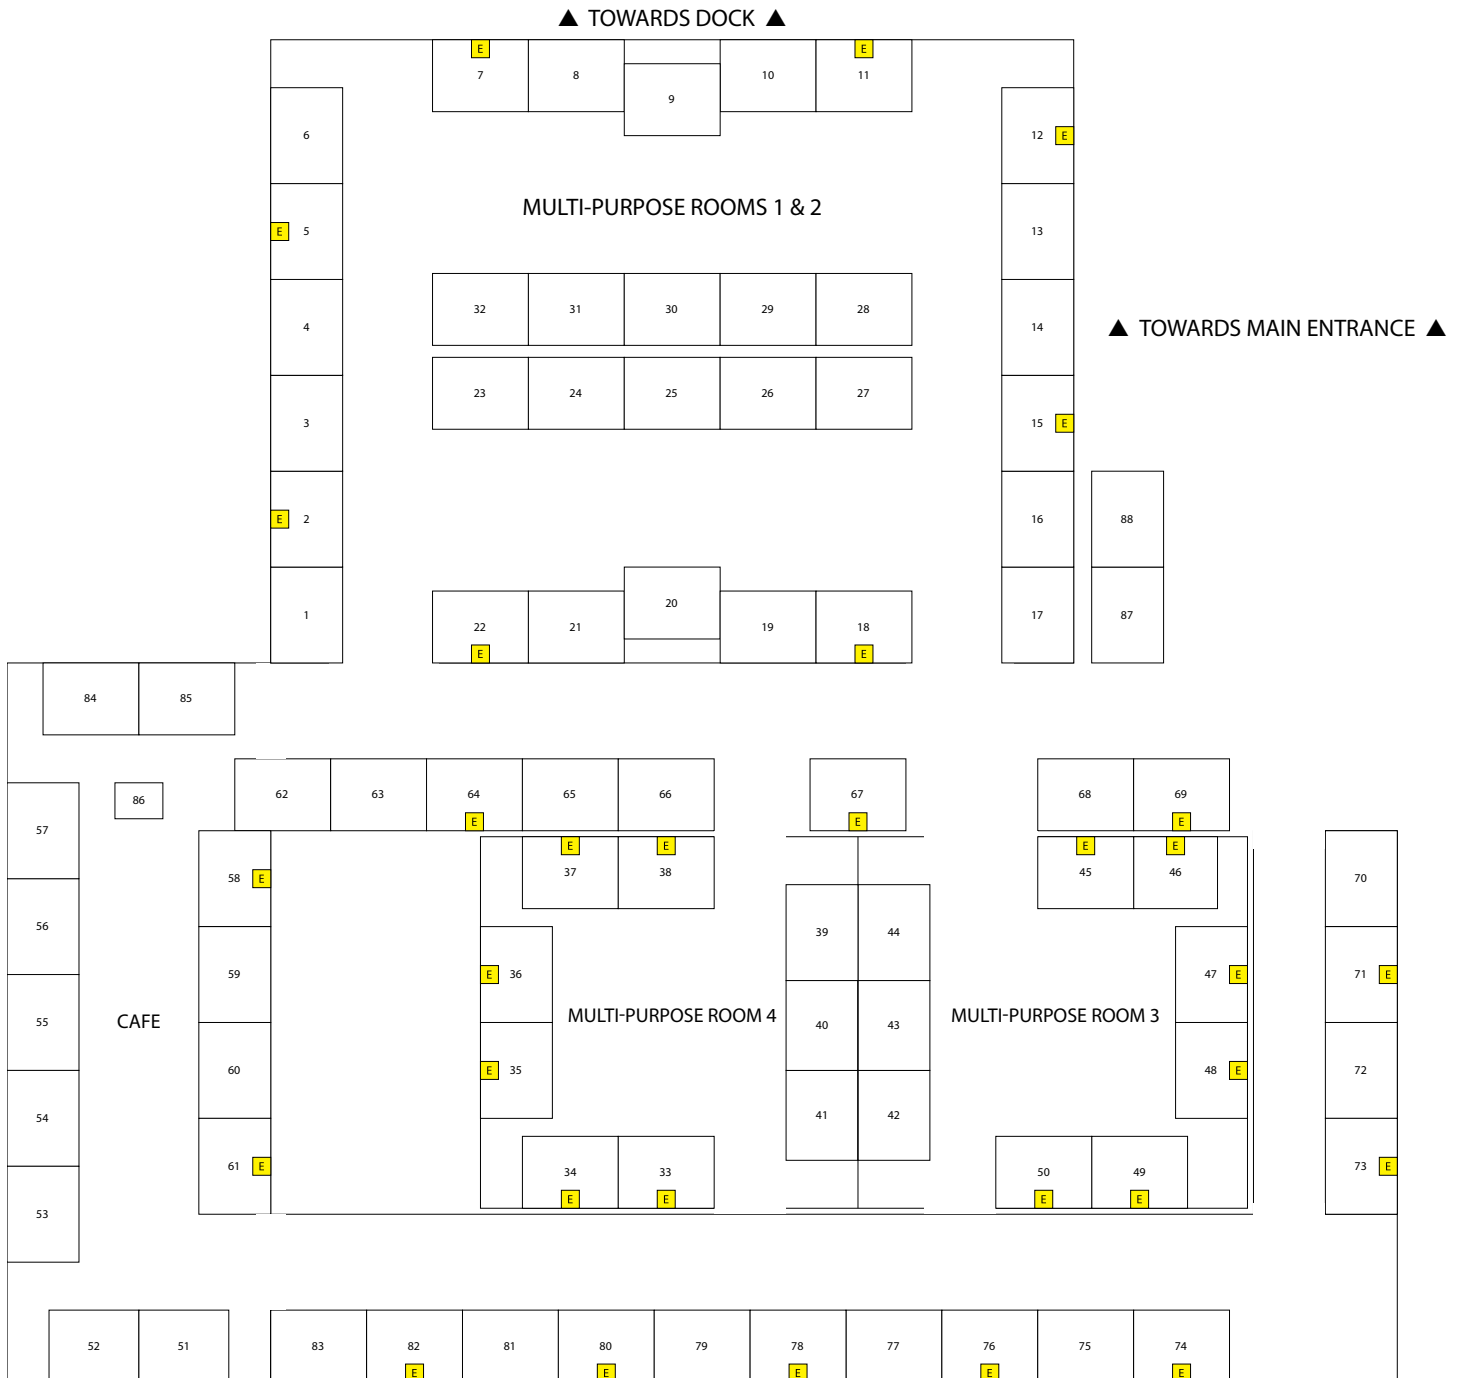 ▲ TOWARDS DOCK ▲
E E
7 8 9 10 11
6 12 E
MULTI-PURPOSE ROOMS 1 & 2
E 5 13
32 31 30 29 28
4 14 ▲ TOWARDS MAIN ENTRANCE ▲
23 24 25 26 27
3 15 E
E 2 16 88
20
1 22 21 19 18 17 87
E E
84 85
86 62 63 64 65 66 67 68 69
E E E
57
E E E E
37 38 45 46
58 E 70
56 39 44
59 E 36 47 E 71 E
CAFE MULTI-PURPOSE ROOM 4 MULTI-PURPOSE ROOM 3
55 40 43
60 E 35 48 E 72
54 41 42
61 E 34 33 50 49 73 E
E E E E
53
52 51 83 82 81 80 79 78 77 76 75 74
E E E E E